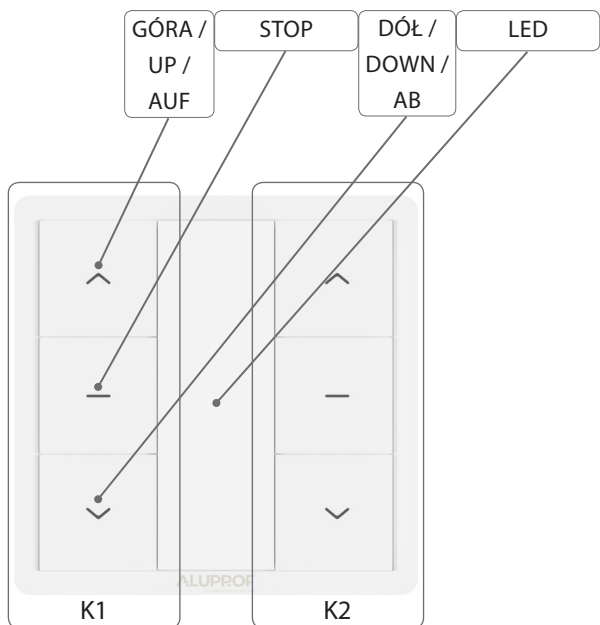 GÓRA /
UP /
AUF
STOP
DÓŁ /
DOWN /
AB
LED
ALUPROF
K1
K2